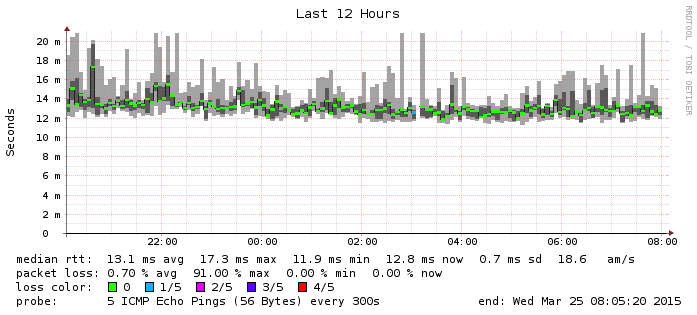 Last 12 Hours
RRDTOOL / TOBI OETIKER
Seconds
20 m
18 m
16 m
14 m
12 m
10 m
8 m
6 m
4 m
2 m
0
22:00 00:00 02:00 04:00 06:00 08:00
median rtt: 13.1 ms avg 17.3 ms max 11.9 ms min 12.8 ms now 0.7 ms sd 18.6 am/s
packet loss: 0.70 % avg 91.00 % max 0.00 % min 0.00 % now
loss color: 0 1/5 2/5 3/5 4/5
probe: 5 ICMP Echo Pings (56 Bytes) every 300s end: Wed Mar 25 08:05:20 2015